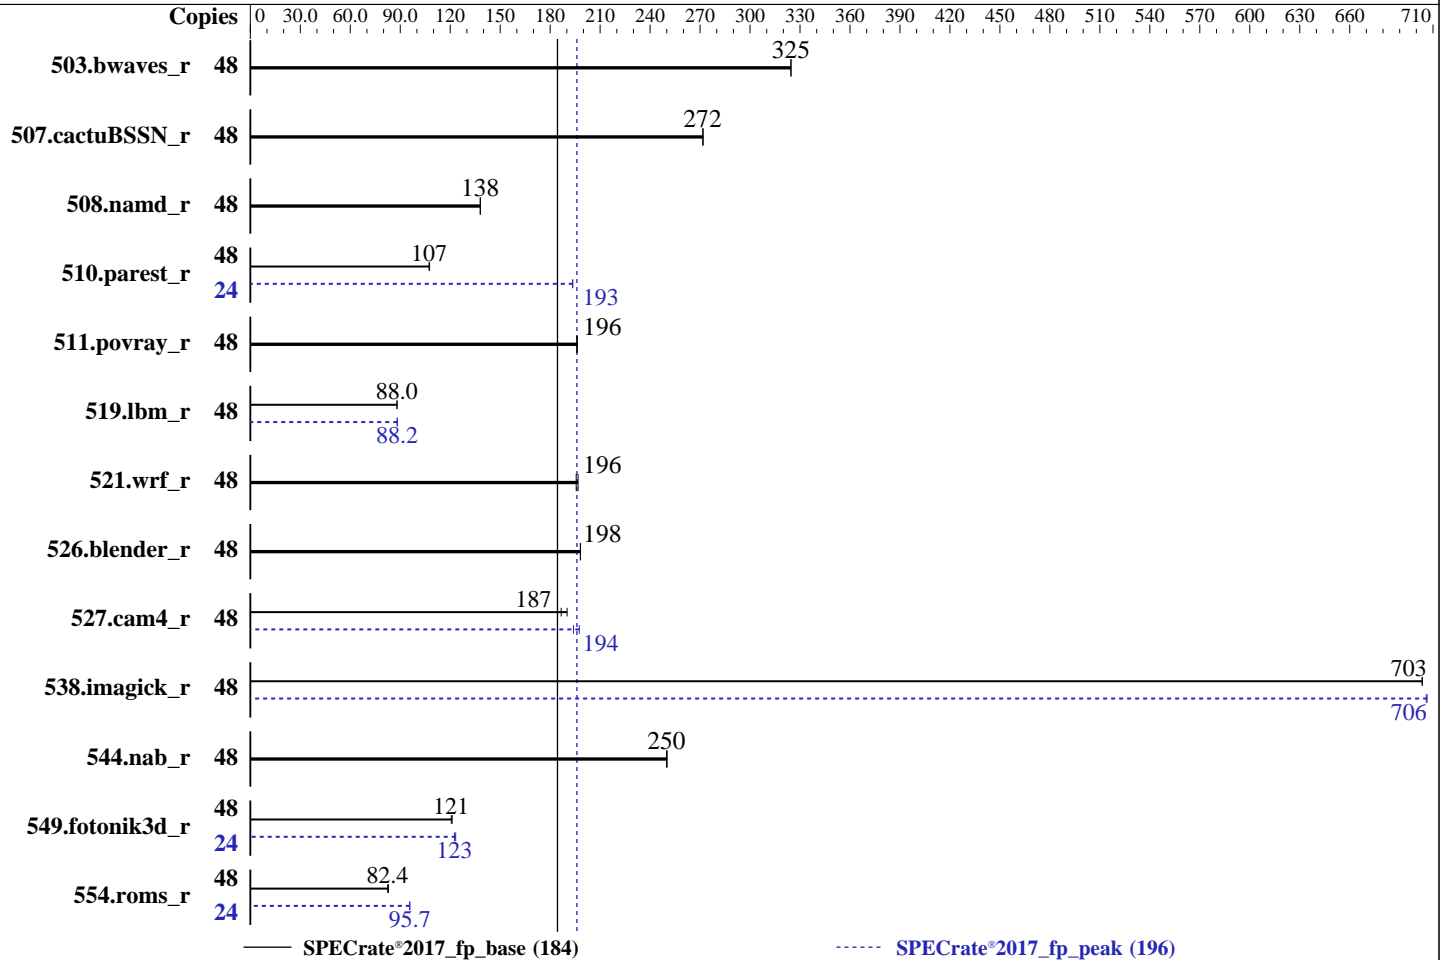 Copies 0 30.0 60.0 90.0 120 150 180 210 240 270 300 330 360 390 420 450 480 510 540 570 600 630 660 710
503.bwaves_r 48 325
507.cactuBSSN_r 48 272
508.namd_r 48 138
510.parest_r 48 107
24 193
511.povray_r 48 196
519.lbm_r 48 88.0
88.2
521.wrf_r 48 196
526.blender_r 48 198
527.cam4_r 48 187
194
538.imagick_r 48 703
706
544.nab_r 48 250
549.fotonik3d_r 48 121
24 123
554.roms_r 48 82.4
24 95.7
SPECrate®2017_fp_base (184) SPECrate®2017_fp_peak (196)